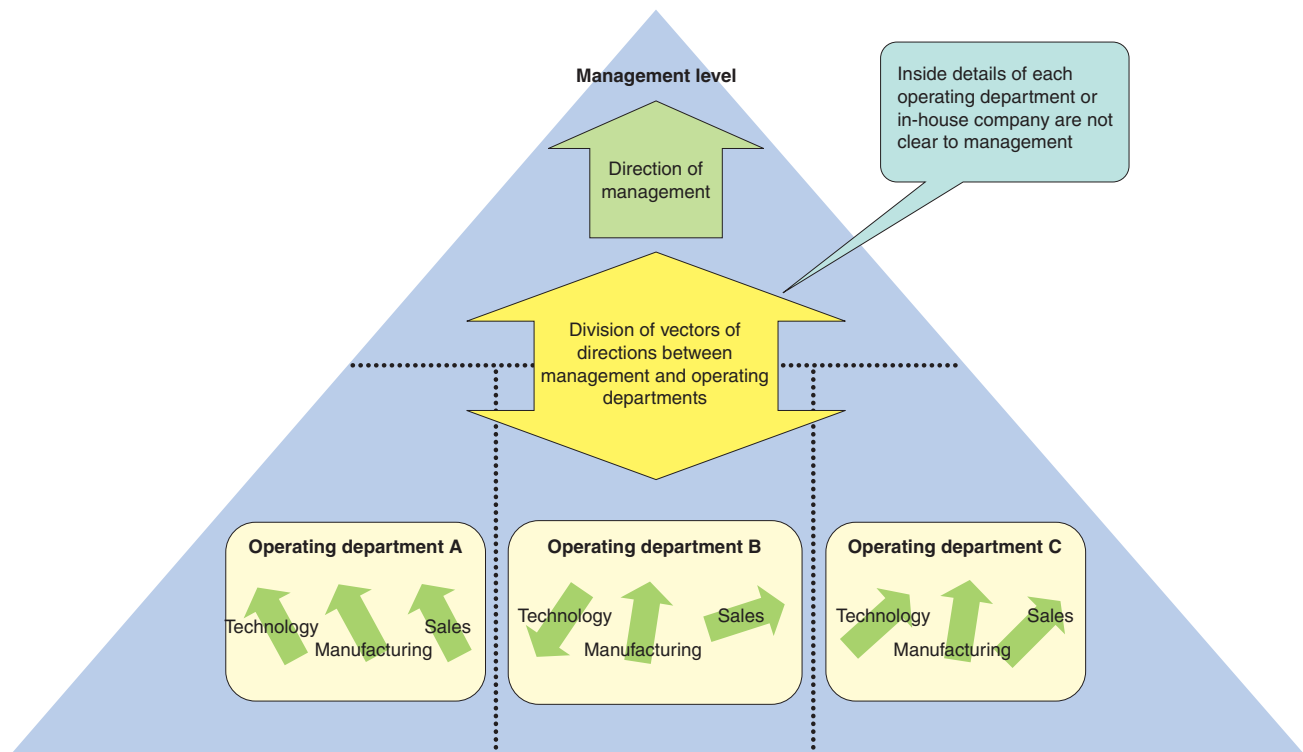 Management level
Inside details of each
operating department or
in-house company are not
clear to management
Direction of
management
Division of vectors of
directions between
management and operating
departments
Operating department A
Technology
Manufacturing
Sales
Operating department B
Technology
Manufacturing
Sales
Operating department C
Technology
Manufacturing
Sales